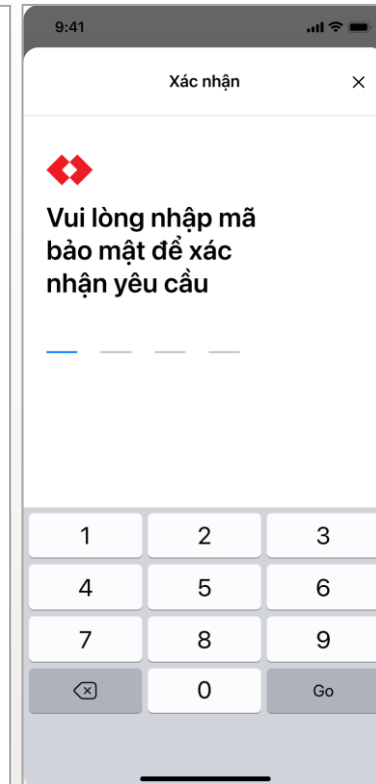 9:41
Xác nhận
Vui lòng nhập mã
bảo mật để xác
nhận yêu cầu
1 2 3
4 5 6
7 8 9
0 Go